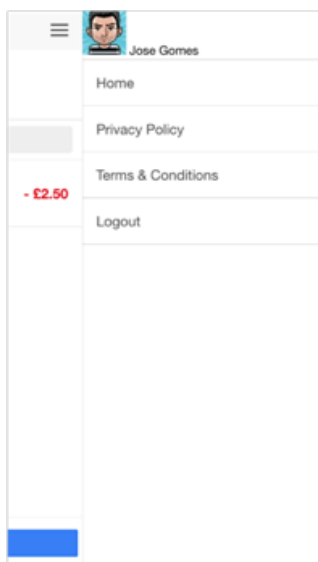 Jose Gomes
Home
Privacy Policy
Terms & Conditions
- £2.50
Logout